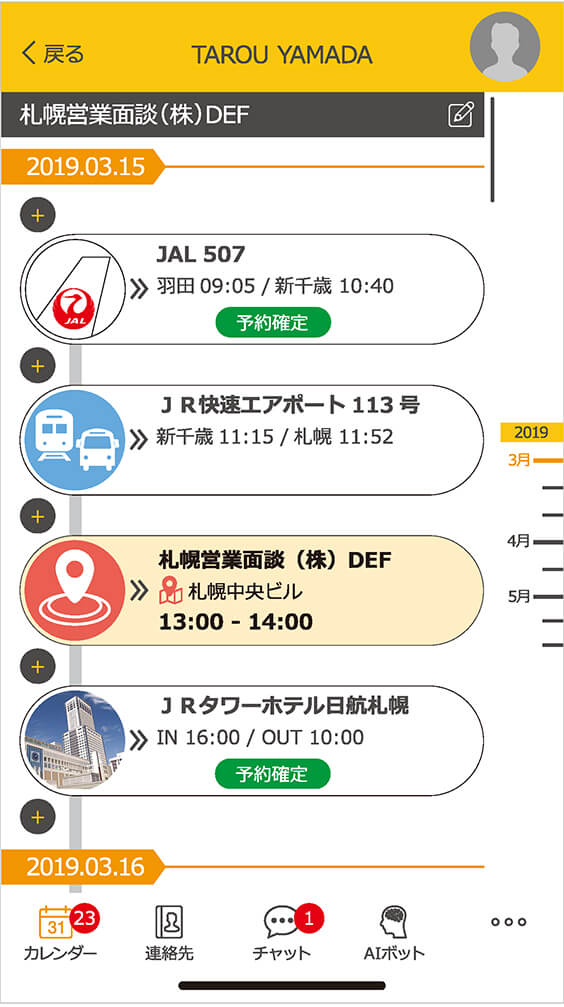 戻る
TAROU YAMADA
札幌営業面談(株)DEF
2019.03.15
+
JAL 507
羽田 09:05 / 新千歳 10:40
予約確定
JAL
+
ＪＲ快速エアポート 113 号
新千歳 11:15 / 札幌 11:52
2019
3月
4月
5月
+
札幌営業面談（株）DEF
札幌中央ビル
13:00 - 14:00
+
ＪＲタワーホテル日航札幌
IN 16:00 / OUT 10:00
予約確定
+
2019.03.16
31
23
カレンダー
連絡先
1
チャット
AIボット